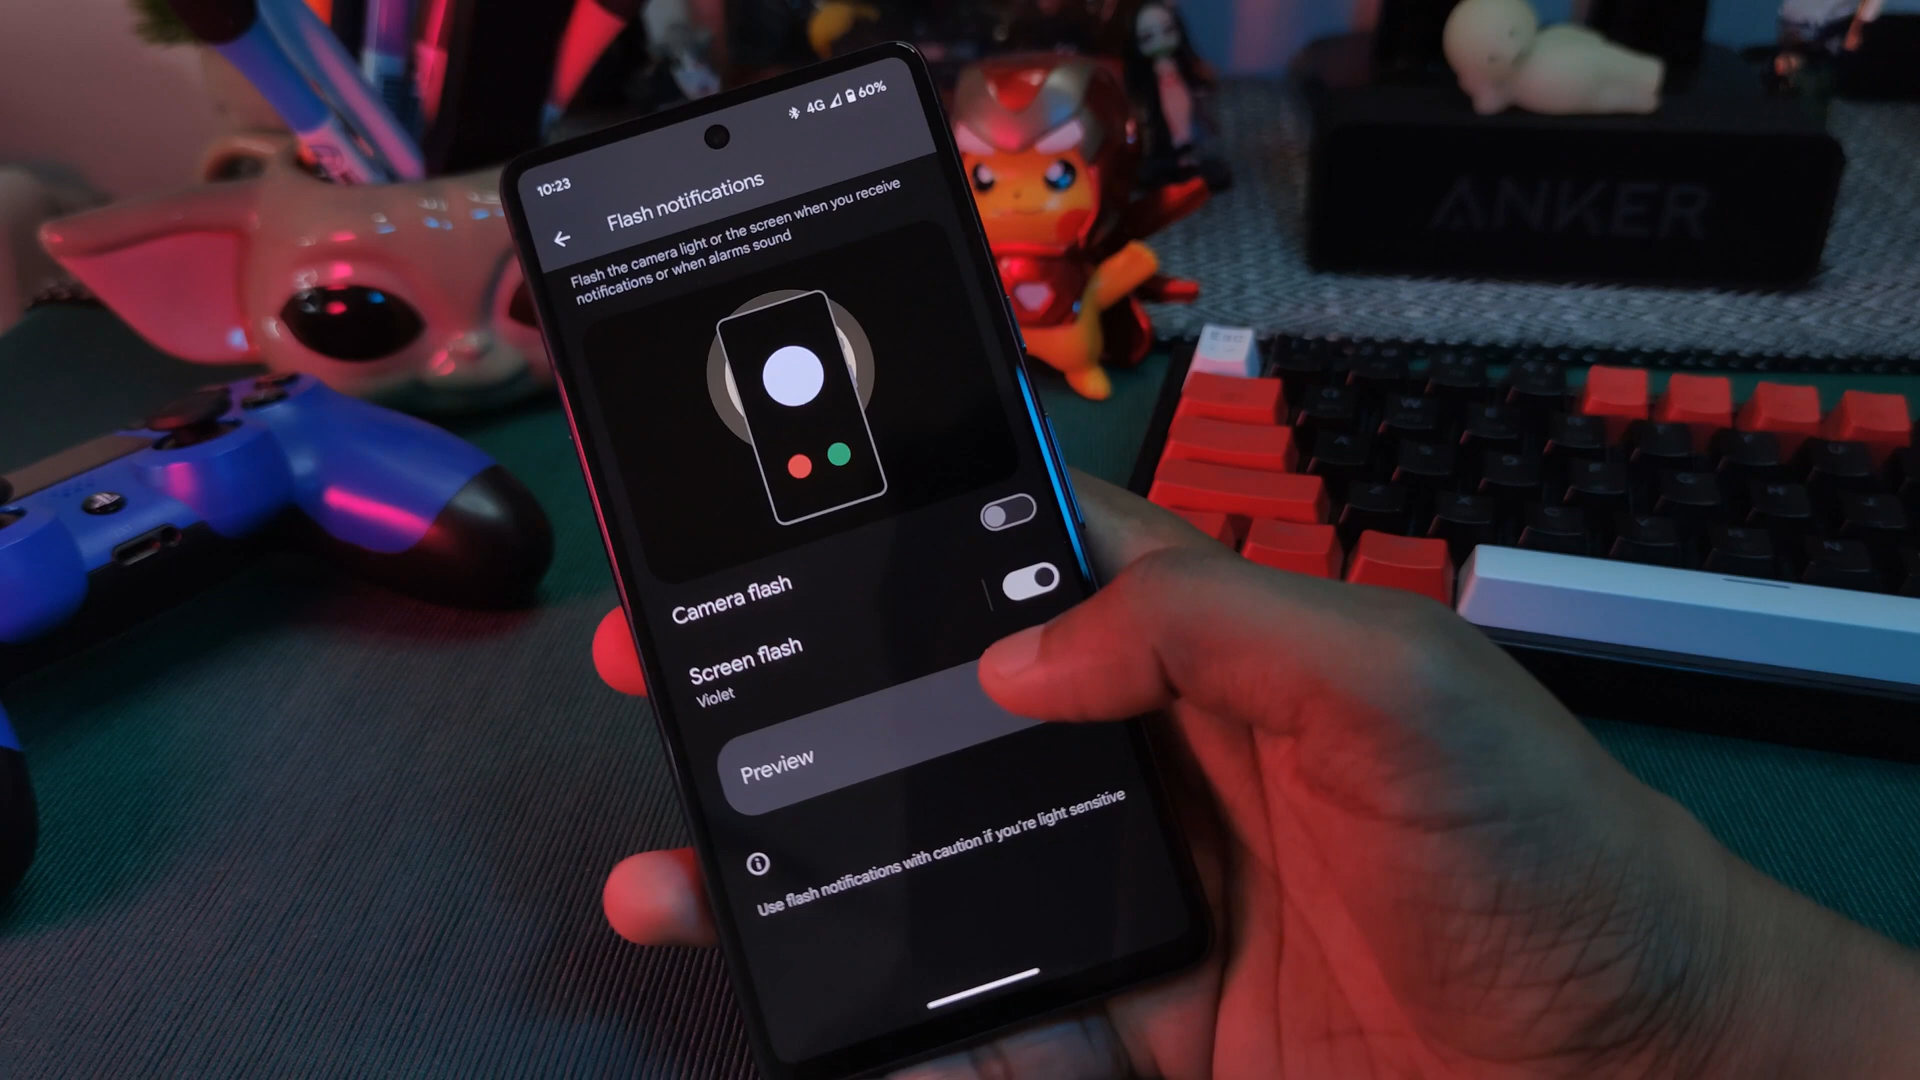 10:23
4G 60%
Flash notifications
Flash the camera light or the screen when you receive
notifications or when alarms sound
Camera flash
Screen flash
Violet
Preview
Use flash notifications with caution if you're light sensitive
ANKER
Esc